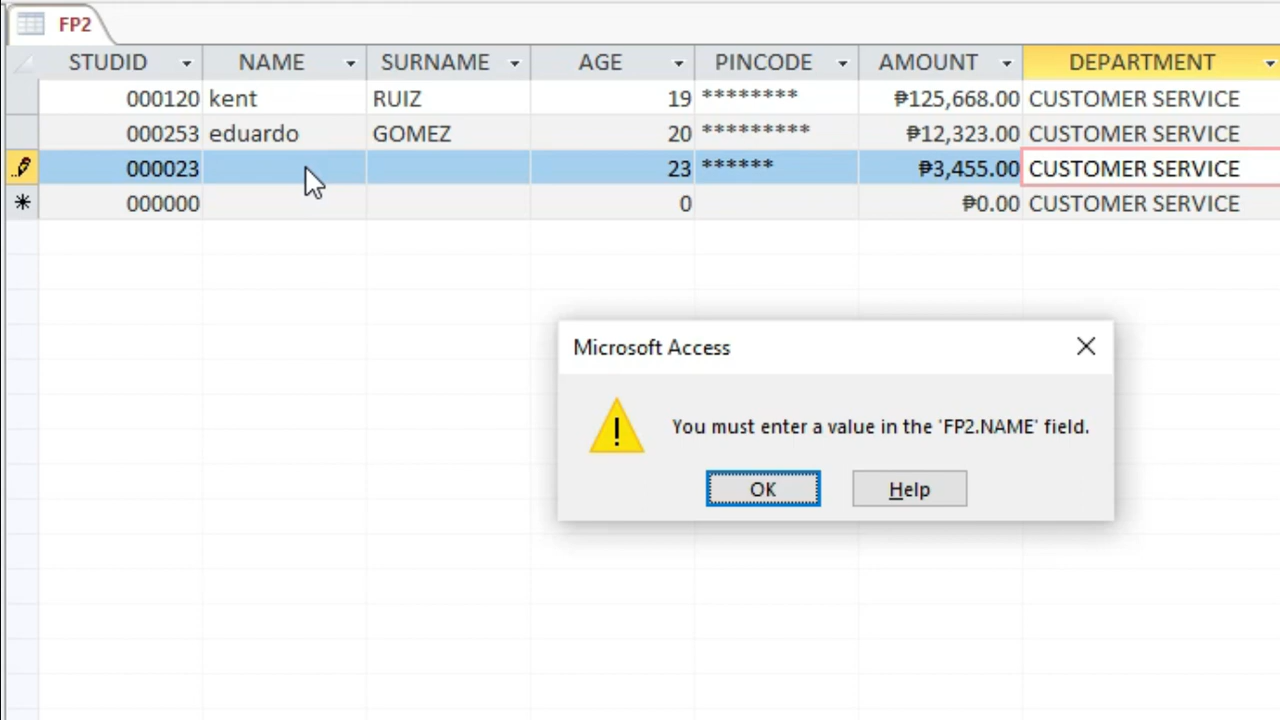 FP2
STUDID NAME SURNAME AGE PINCODE AMOUNT DEPARTMENT
000120 kent RUIZ 19 ******** ₱125,668.00 CUSTOMER SERVICE
000253 eduardo GOMEZ 20 ********* ₱12,323.00 CUSTOMER SERVICE
000023 23 ****** ₱3,455.00 CUSTOMER SERVICE
000000 0 ₱0.00 CUSTOMER SERVICE
Microsoft Access
You must enter a value in the 'FP2.NAME' field.
OK Help